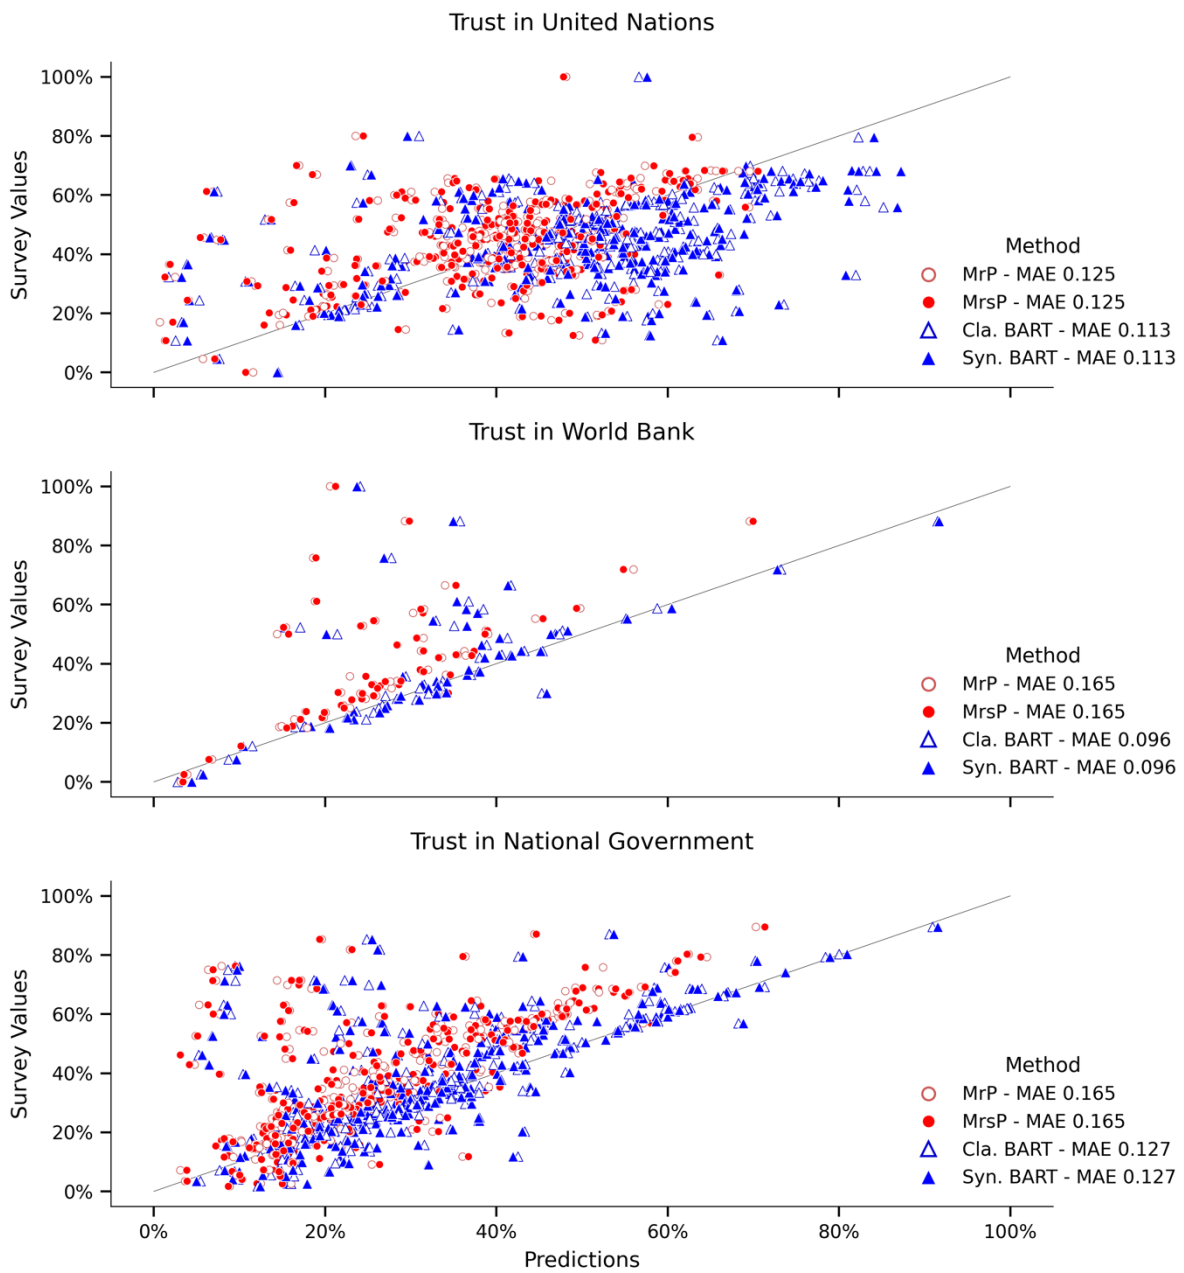 Trust in United Nations
100%
80%
60%
40%
20%
0%
Survey Values
Method
MrP - MAE 0.125
MrsP - MAE 0.125
Cla. BART - MAE 0.113
Syn. BART - MAE 0.113
Trust in World Bank
100%
80%
60%
40%
20%
0%
Survey Values
Method
MrP - MAE 0.165
MrsP - MAE 0.165
Cla. BART - MAE 0.096
Syn. BART - MAE 0.096
Trust in National Government
100%
80%
60%
40%
20%
0%
Survey Values
Method
MrP - MAE 0.165
MrsP - MAE 0.165
Cla. BART - MAE 0.127
Syn. BART - MAE 0.127
0% 20% 40% 60% 80% 100%
Predictions